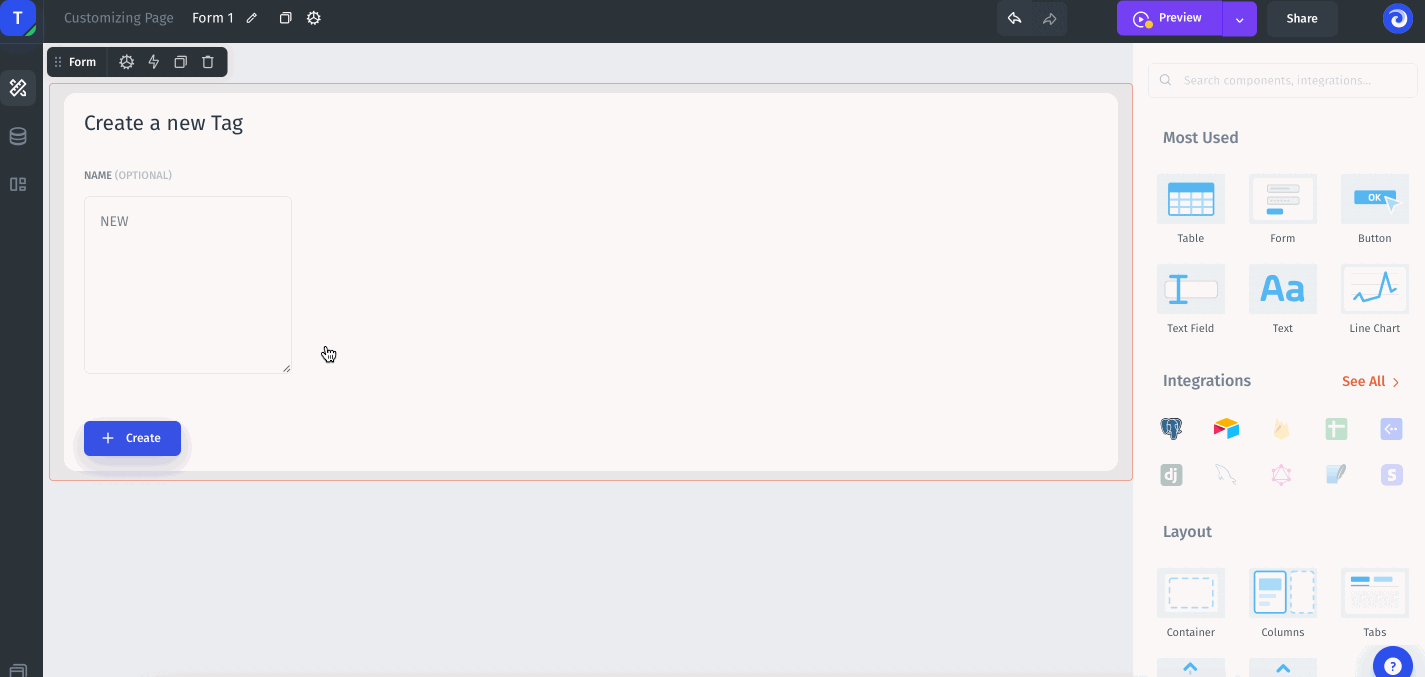 T
Customizing Page
Form 1
Preview
Share
Form
Create a new Tag
NAME (OPTIONAL)
NEW
Create
Search components, integrations...
Most Used
Table
Form
OK
Button
Text Field
Aa
Text
Line Chart
Integrations
See All
dj
S
Layout
Container
Columns
Tabs
?